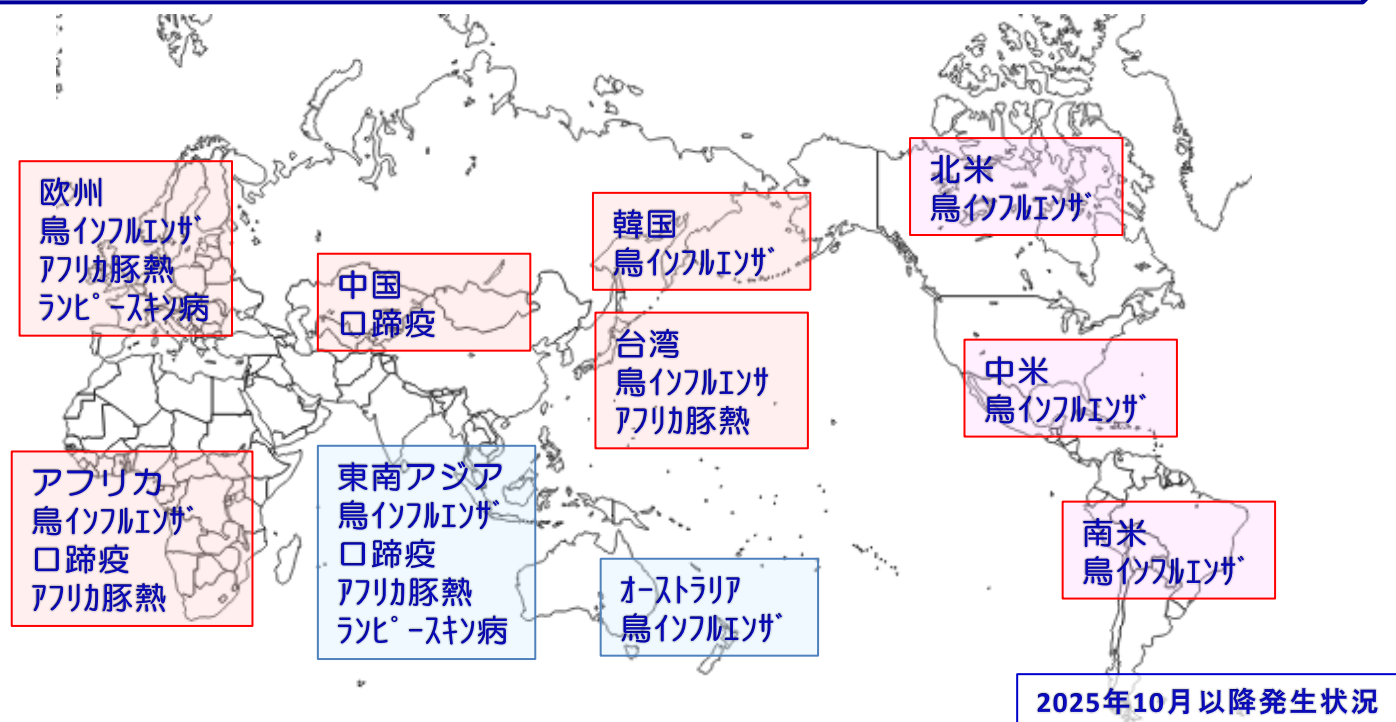 欧州
鳥ｲﾝﾌﾙｴﾝｻﾞ
ｱﾌﾘｶ豚熱
ﾗﾝﾋﾟｰｽｷﾝ病
中国
口蹄疫
韓国
鳥ｲﾝﾌﾙｴﾝｻﾞ
台湾
鳥ｲﾝﾌﾙｴﾝｻ
ｱﾌﾘｶ豚熱
北米
鳥ｲﾝﾌﾙｴﾝｻﾞ
中米
鳥ｲﾝﾌﾙｴﾝｻﾞ
南米
鳥ｲﾝﾌﾙｴﾝｻﾞ
アフリカ
鳥ｲﾝﾌﾙｴﾝｻﾞ
口蹄疫
ｱﾌﾘｶ豚熱
東南アジア
鳥ｲﾝﾌﾙｴﾝｻﾞ
口蹄疫
ｱﾌﾘｶ豚熱
ﾗﾝﾋﾟｰｽｷﾝ病
ｵｰｽﾄﾗﾘｱ
鳥ｲﾝﾌﾙｴﾝｻﾞ
2025年10月以降発生状況